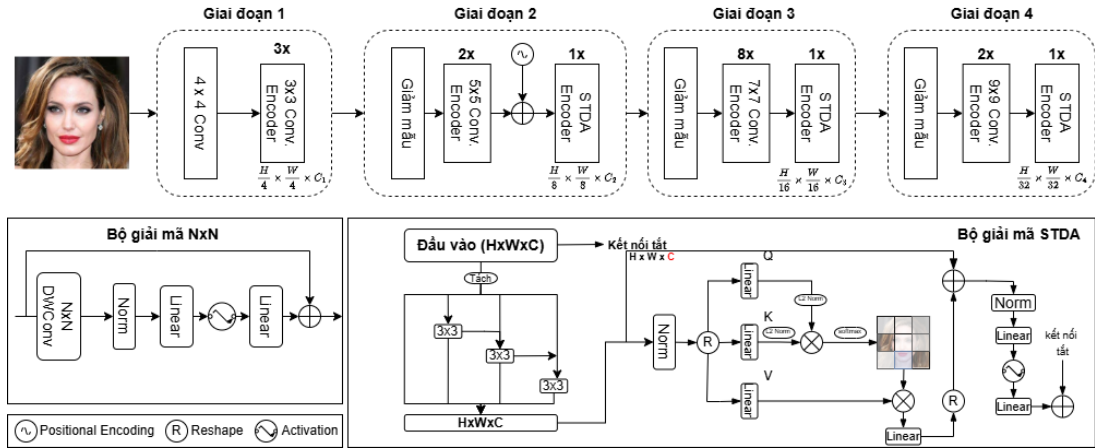 Giai đoạn 1
Giai đoạn 2
Giai đoạn 3
Giai đoạn 4
4 x 4 Conv
3x
3x3 Conv.
Encoder
H/4 × W/4 × C₁
Giảm mẫu
2x
5x5 Conv.
Encoder
1x
STDA
Encoder
H/8 × W/8 × C₂
Giảm mẫu
8x
7x7 Conv.
Encoder
1x
STDA
Encoder
H/16 × W/16 × C₃
Giảm mẫu
2x
9x9 Conv.
Encoder
1x
STDA
Encoder
H/32 × W/32 × C₄
Bộ giải mã NxN
NxN
DWConv
Norm
Linear
Linear
Positional Encoding
R
Reshape
Activation
Bộ giải mã STDA
Đầu vào (HxWxC)
Kết nối tắt
H x W x C
Tách
3x3
3x3
3x3
HxWxC
Norm
R
Q
Linear
L2 Norm
K
Linear
L2 Norm
softmax
V
Linear
Linear
R
Norm
Linear
Linear
kết nối
tắt